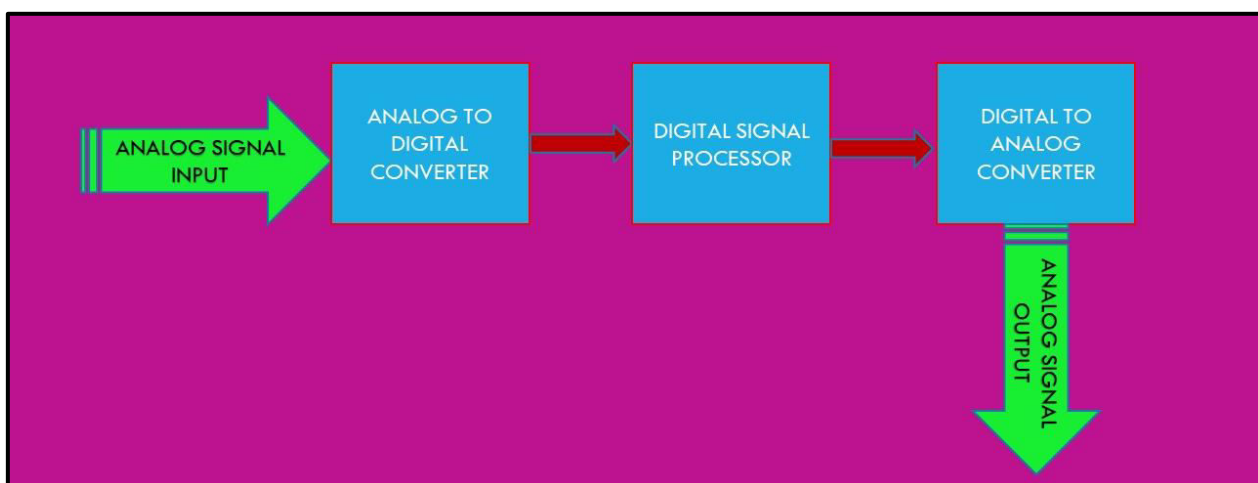 ANALOG SIGNAL
INPUT
ANALOG TO
DIGITAL
CONVERTER
DIGITAL SIGNAL
PROCESSOR
DIGITAL TO
ANALOG
CONVERTER
ANALOG SIGNAL
OUTPUT